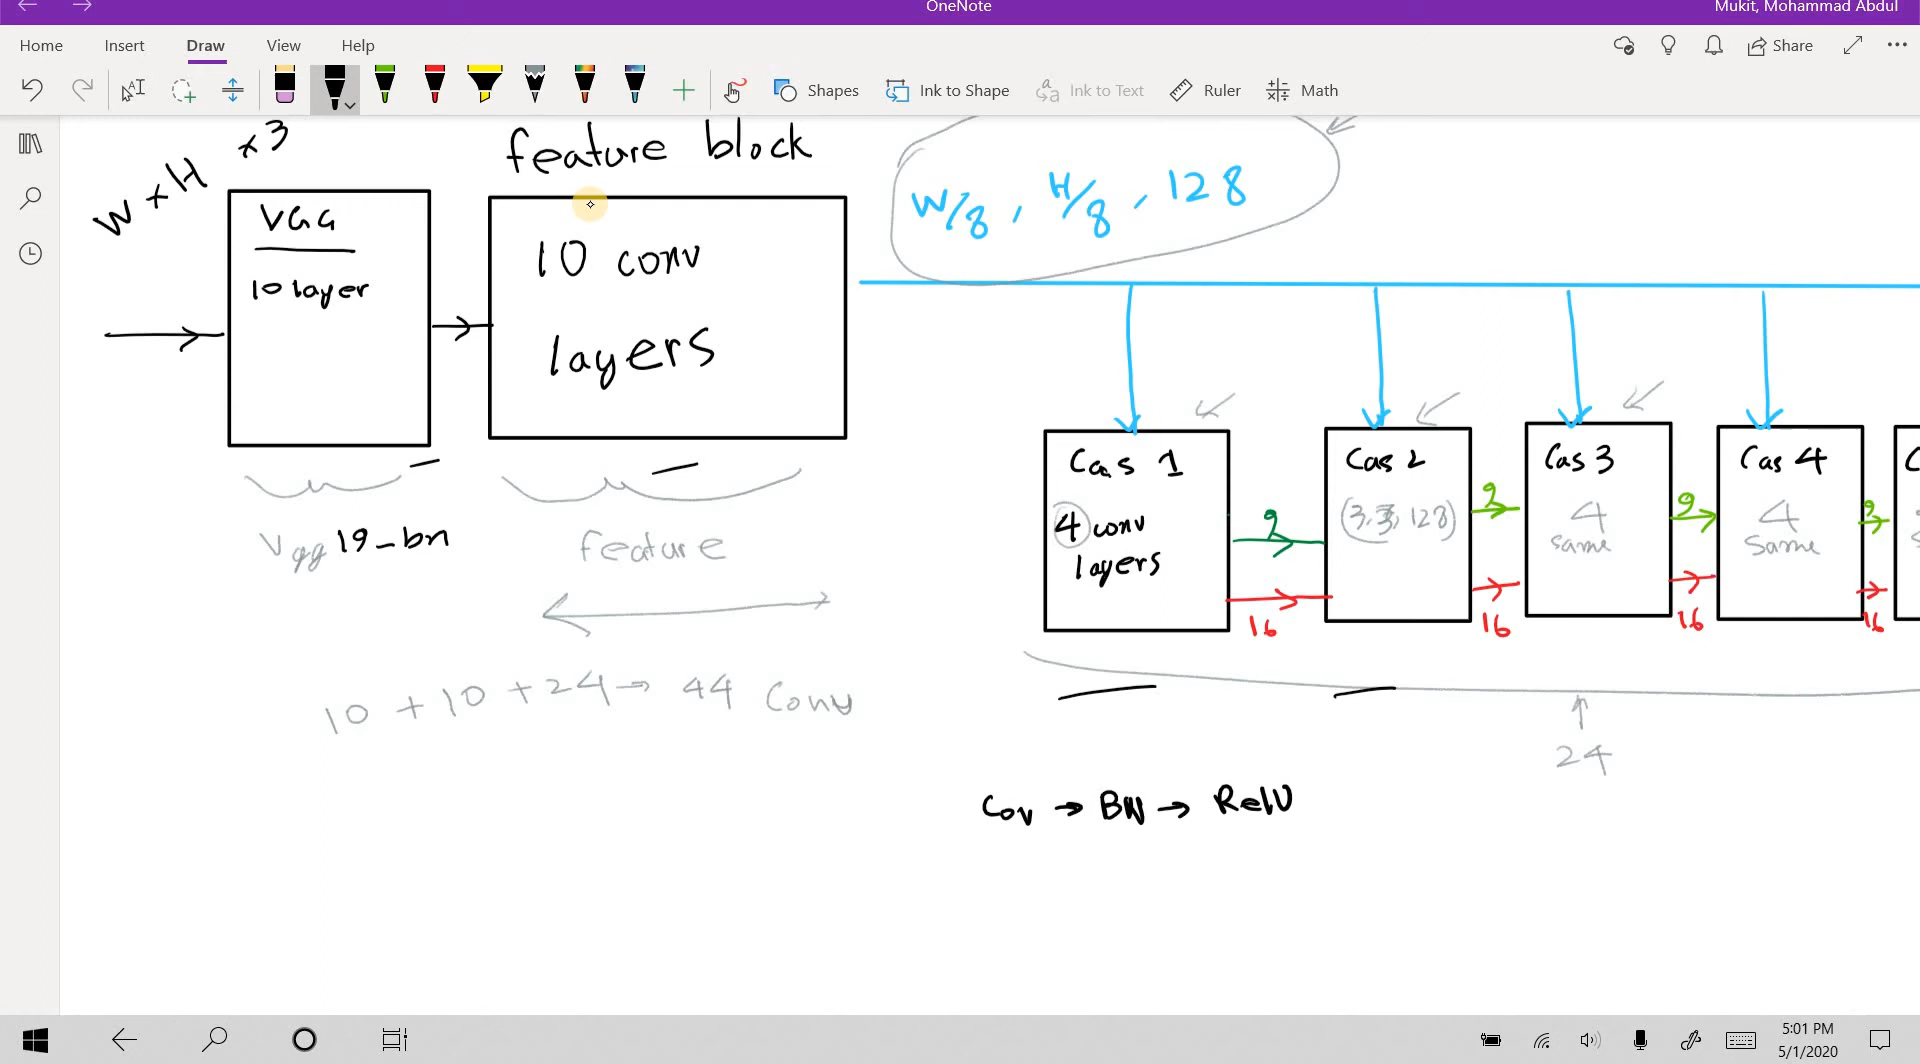 OneNote
Mukit, Mohammad Abdul
Home Insert Draw View Help
Share
Shapes Ink to Shape Ink to Text Ruler Math
W x H x 3
feature block
W/8, H/8, 128
VGG
10 layer
10 conv
layers
Cas 1
4 conv
layers
Cas 2
(3, 3, 128)
Cas 3
4
same
Cas 4
4
same
9
9
9
9
16
16
16
16
Vgg 19-bn
feature
10 + 10 + 24 → 44 Conv
24
Cov → BN → RelU
5:01 PM
5/1/2020